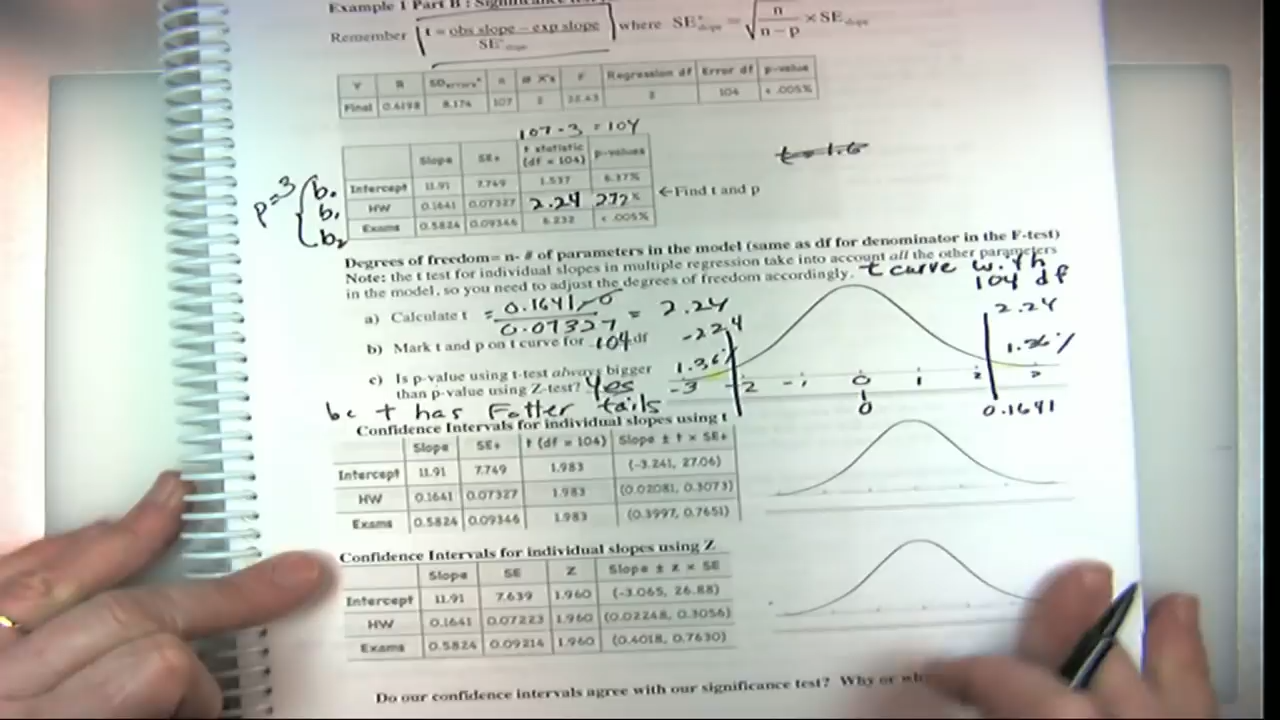 Example 1 Part B : Significance
Remember t = obs slope – exp slope / SE⁺slope where SE⁺slope = √ n / n – p × SE slope
Y R SDerrors⁺ n # X's F Regression df Error df p-value
Final 0.6198 8.174 107 2 104 < .005%
107 - 3 = 104
Slope SE+ t statistic (df = 104) p-values
t = 1.6
Intercept 11.91 7.749 1.537 6.37%
p=3 b₀ b₁ b₂
HW 0.1641 0.07327 2.24 272% ←Find t and p
Exams 0.5824 0.09346 6.232 < .005%
Degrees of freedom= n- # of parameters in the model (same as df for denominator in the F-test)
Note: the t test for individual slopes in multiple regression take into account all the other parameters
in the model, so you need to adjust the degrees of freedom accordingly.
t curve with
104 df
a) Calculate t = 0.1641-0 / 0.07327 = 2.24
-2.24 2.24
b) Mark t and p on t curve for 104 df
1.36% 1.36%
c) Is p-value using t-test always bigger
than p-value using Z-test? Yes
-3 -2 -1 0 1 2 3
0 0.1641
bc t has Fatter tails
Confidence Intervals for individual slopes using t
Slope SE+ t (df = 104) Slope ± t × SE+
Intercept 11.91 7.749 1.983 (-3.241, 27.06)
HW 0.1641 0.07327 1.983 (0.02081, 0.3073)
Exams 0.5824 0.09346 1.983 (0.3997, 0.7651)
Confidence Intervals for individual slopes using Z
Slope SE Z Slope ± z × SE
Intercept 11.91 7.639 1.960 (-3.065, 26.88)
HW 0.1641 0.07223 1.960 (0.02248, 0.3056)
Exams 0.5824 0.09214 1.960 (0.4018, 0.7630)
Do our confidence intervals agree with our significance test? Why or